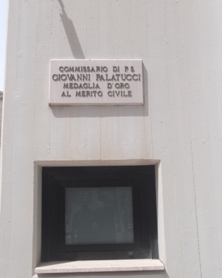 COMMISSARIO DI P S
GIOVANNI PALATUCCI
MEDAGLIA D'ORO
AL MERITO CIVILE